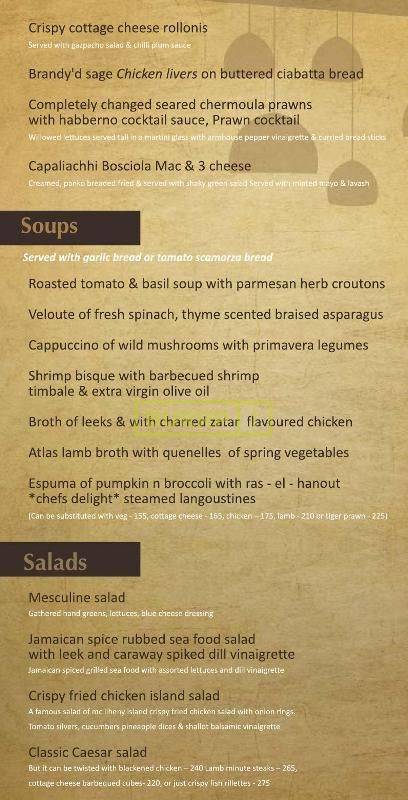 Crispy cottage cheese rollonis
Served with gazpacho salad & chilli plum sauce
Brandy'd sage Chicken livers on buttered ciabatta bread
Completely changed seared chermoula prawns
with habberno cocktail sauce, Prawn cocktail
Willowed lettuces served tall in a martini glass with armhouse pepper vinaigrette & curried bread sticks
Capaliachhi Bosciola Mac & 3 cheese
Creamed, panko breaded fried & served with shaky green salad Served with minted mayo & lavash
Soups
Served with garlic bread or tamato scamorza bread
Roasted tomato & basil soup with parmesan herb croutons
Veloute of fresh spinach, thyme scented braised asparagus
Cappuccino of wild mushrooms with primavera legumes
Shrimp bisque with barbecued shrimp
timbale & extra virgin olive oil
Broth of leeks & with charred zatar flavoured chicken
Atlas lamb broth with quenelles of spring vegetables
Espuma of pumpkin n broccoli with ras - el - hanout
*chefs delight* steamed langoustines
(Can be substituted with veg - 155, cottage cheese - 165, chicken – 175, lamb - 210 or tiger prawn - 225)
Salads
Mesculine salad
Gathered hand greens, lettuces, blue cheese dressing
Jamaican spice rubbed sea food salad
with leek and caraway spiked dill vinaigrette
Jamaican spiced grilled sea food with assorted lettuces and dill vinaigrette
Crispy fried chicken island salad
A famous salad of mc liheny island crispy fried chicken salad with onion rings.
Tomato silvers, cucumbers pineapple dices & shallot balsamic vinaigrette
Classic Caesar salad
But it can be twisted with blackened chicken – 240 Lamb minute steaks – 265,
cottage cheese barbequed cubes- 220, or just crispy fish rillettes - 275